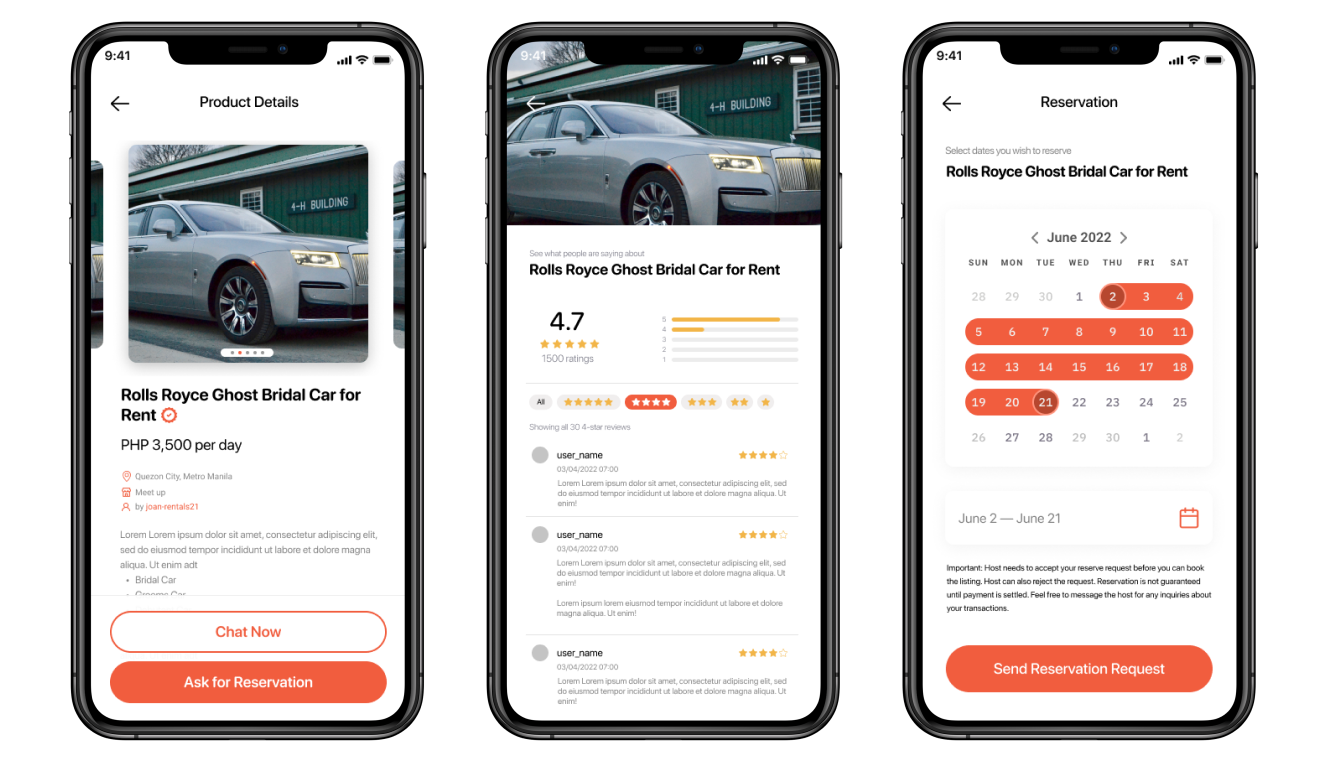 9:41
Product Details
4-H BUILDING
Rolls Royce Ghost Bridal Car for
Rent
PHP 3,500 per day
Quezon City, Metro Manila
Meet up
by joan-rentals21
Lorem Lorem ipsum dolor sit amet, consectetur adipiscing elit,
sed do eiusmod tempor incididunt ut labore et dolore magna
aliqua. Ut enim adt
• Bridal Car
• Grooms Car
Chat Now
Ask for Reservation
9:41
4-H BUILDING
See what people are saying about
Rolls Royce Ghost Bridal Car for Rent
4.7
1500 ratings
5
4
3
2
1
All
Showing all 30 4-star reviews
user_name
03/04/2022 07:00
Lorem Lorem ipsum dolor sit amet, consectetur adipiscing elit, sed
do eiusmod tempor incididunt ut labore et dolore magna aliqua. Ut
enim!
user_name
03/04/2022 07:00
Lorem Lorem ipsum dolor sit amet, consectetur adipiscing elit, sed
do eiusmod tempor incididunt ut labore et dolore magna aliqua. Ut
enim!
Lorem ipsum lorem eiusmod tempor incididunt ut labore et dolore
magna aliqua. Ut enim!
user_name
03/04/2022 07:00
Lorem Lorem ipsum dolor sit amet, consectetur adipiscing elit, sed
do eiusmod tempor incididunt ut labore et dolore magna aliqua. Ut
enim!
9:41
Reservation
Select dates you wish to reserve
Rolls Royce Ghost Bridal Car for Rent
June 2022
SUN MON TUE WED THU FRI SAT
28 29 30 1 2 3 4
5 6 7 8 9 10 11
12 13 14 15 16 17 18
19 20 21 22 23 24 25
26 27 28 29 30 1 2
June 2 — June 21
Important: Host needs to accept your reserve request before you can book
the listing. Host can also reject the request. Reservation is not guaranteed
until payment is settled. Feel free to message the host for any inquiries about
your transactions.
Send Reservation Request